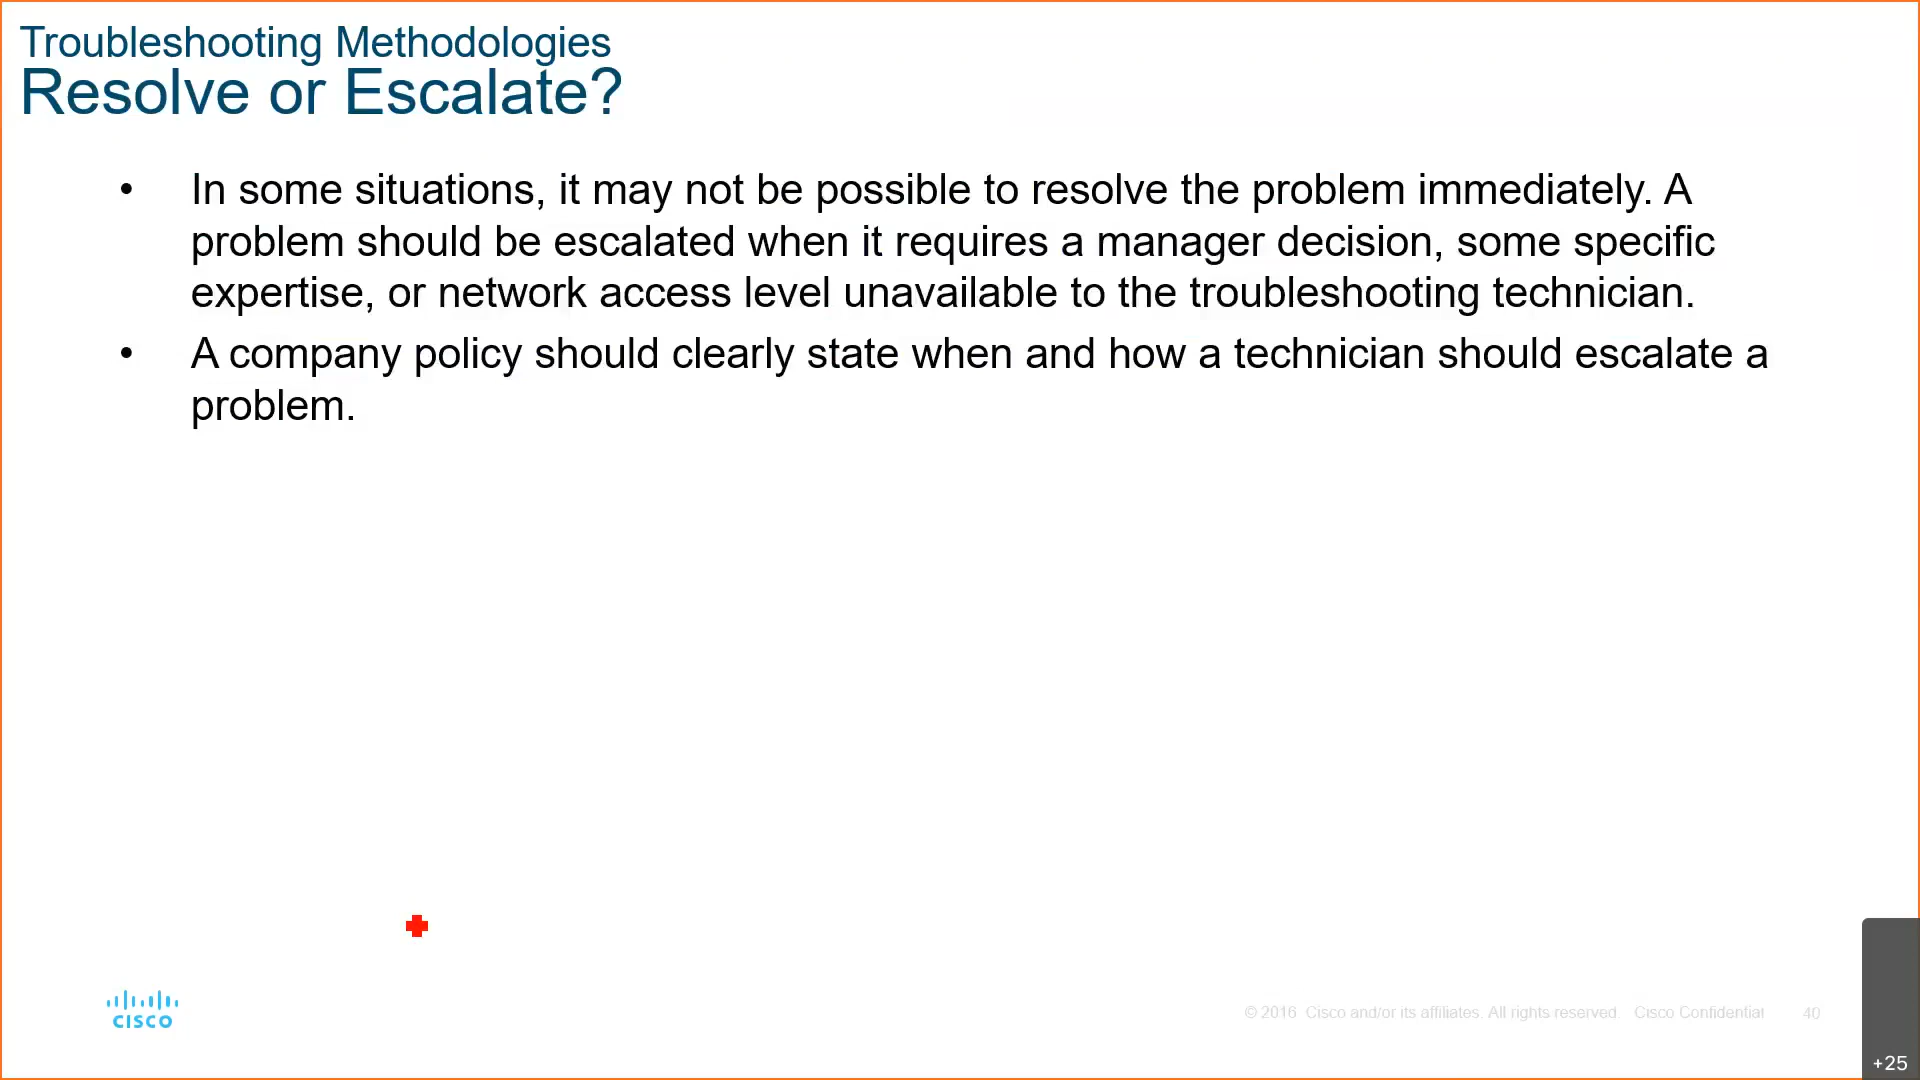 Troubleshooting Methodologies
Resolve or Escalate?
• In some situations, it may not be possible to resolve the problem immediately. A
problem should be escalated when it requires a manager decision, some specific
expertise, or network access level unavailable to the troubleshooting technician.
• A company policy should clearly state when and how a technician should escalate a
problem.
CISCO
© 2016 Cisco and/or its affiliates. All rights reserved. Cisco Confidential 40
+25